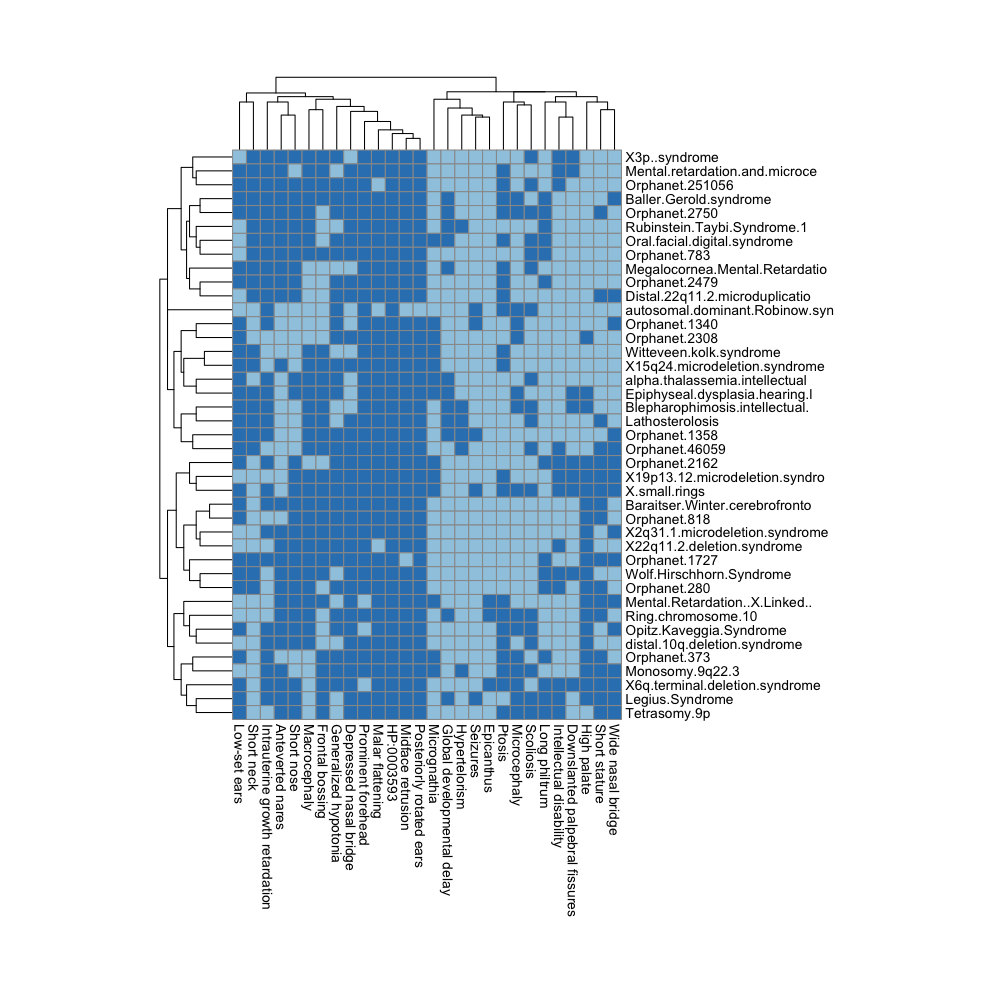 X3p..syndrome
Mental.retardation.and.microce
Orphanet.251056
Baller.Gerold.syndrome
Orphanet.2750
Rubinstein.Taybi.Syndrome.1
Oral.facial.digital.syndrome
Orphanet.783
Megalocornea.Mental.Retardatio
Orphanet.2479
Distal.22q11.2.microduplicatio
autosomal.dominant.Robinow.syn
Orphanet.1340
Orphanet.2308
Witteveen.kolk.syndrome
X15q24.microdeletion.syndrome
alpha.thalassemia.intellectual
Epiphyseal.dysplasia.hearing.l
Blepharophimosis.intellectual.
Lathosterolosis
Orphanet.1358
Orphanet.46059
Orphanet.2162
X19p13.12.microdeletion.syndro
X.small.rings
Baraitser.Winter.cerebrofronto
Orphanet.818
X2q31.1.microdeletion.syndrome
X22q11.2.deletion.syndrome
Orphanet.1727
Wolf.Hirschhorn.Syndrome
Orphanet.280
Mental.Retardation..X.Linked..
Ring.chromosome.10
Opitz.Kaveggia.Syndrome
distal.10q.deletion.syndrome
Orphanet.373
Monosomy.9q22.3
X6q.terminal.deletion.syndrome
Legius.Syndrome
Tetrasomy.9p
Low-set ears
Short neck
Intrauterine growth retardation
Anteverted nares
Short nose
Macrocephaly
Frontal bossing
Generalized hypotonia
Depressed nasal bridge
Prominent forehead
Malar flattening
HP:0003593
Midface retrusion
Posteriorly rotated ears
Micrognathia
Global developmental delay
Hypertelorism
Seizures
Epicanthus
Ptosis
Microcephaly
Scoliosis
Long philtrum
Intellectual disability
Downslanted palpebral fissures
High palate
Short stature
Wide nasal bridge